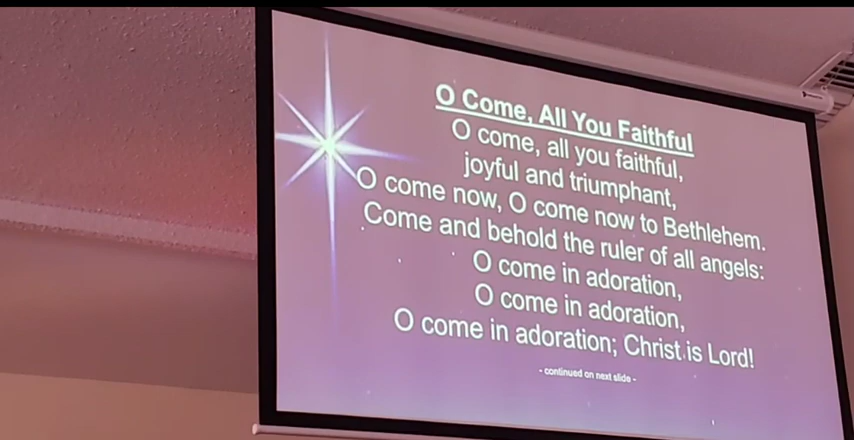 O Come, All You Faithful
O come, all you faithful,
joyful and triumphant,
O come now, O come now to Bethlehem.
Come and behold the ruler of all angels:
O come in adoration,
O come in adoration,
O come in adoration; Christ is Lord!
- continued on next slide -